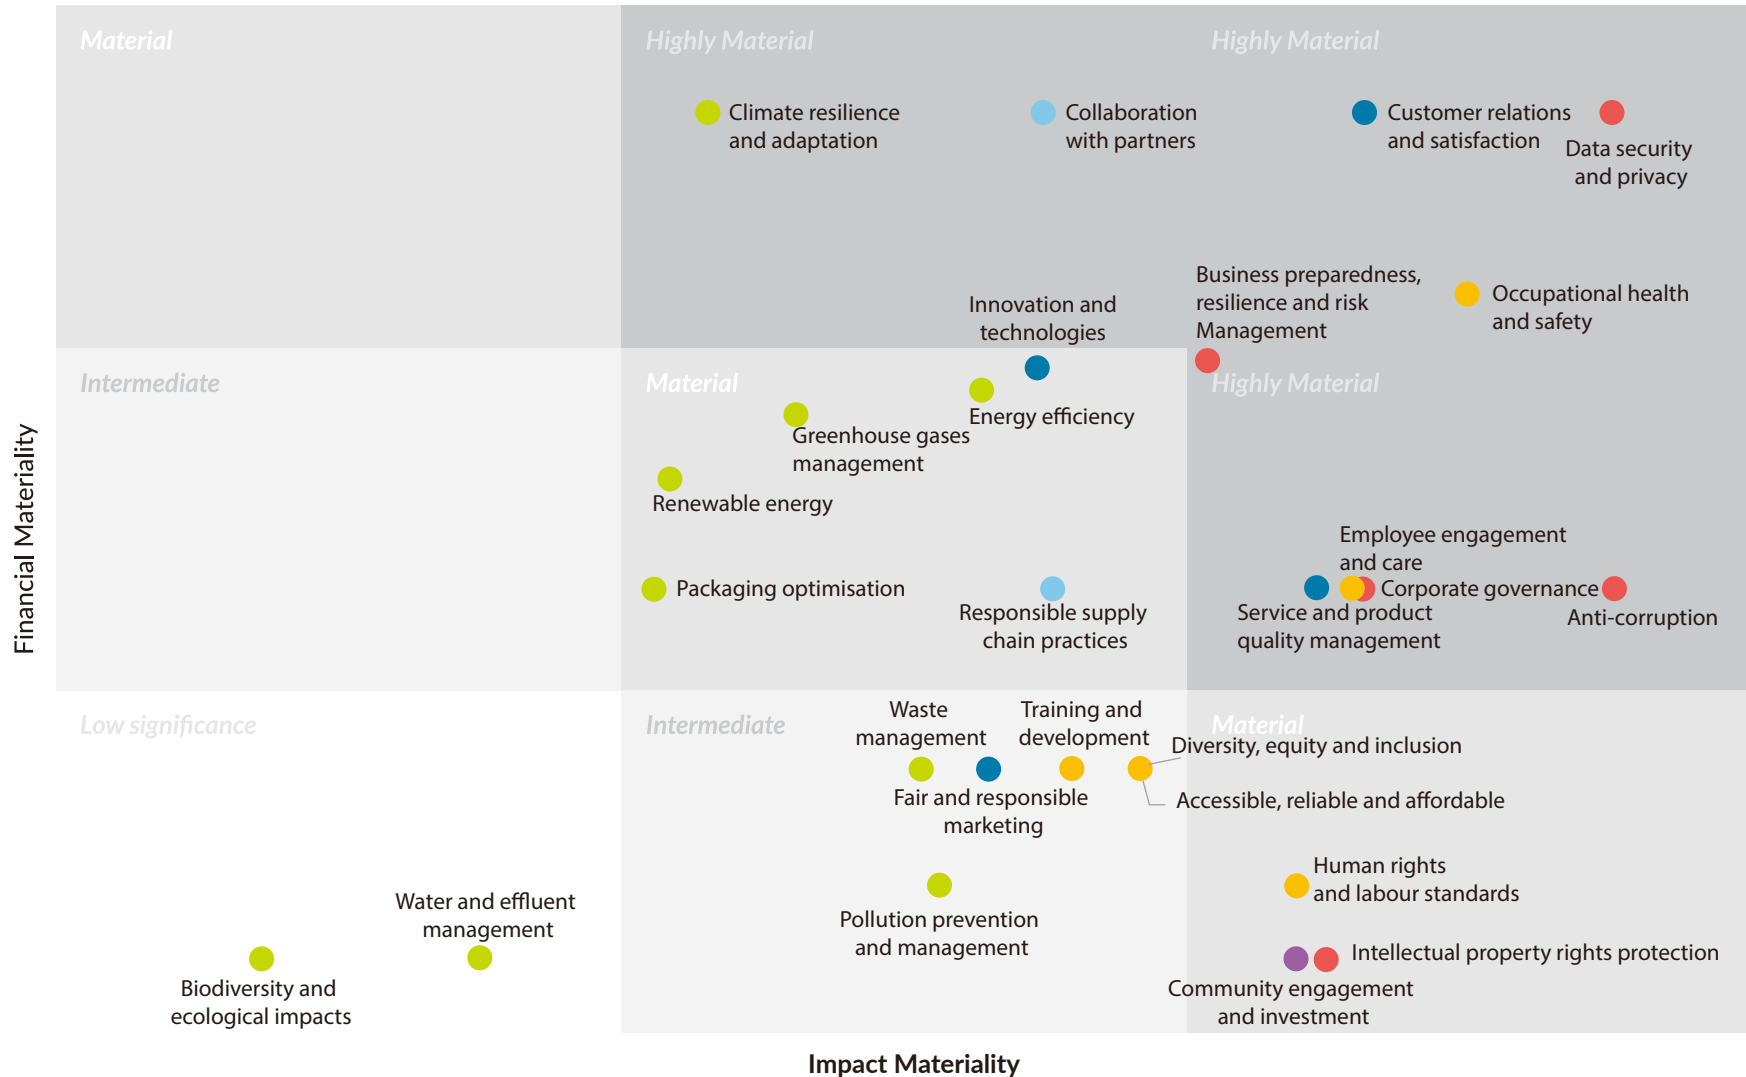 Material
Highly Material
Highly Material
Climate resilience
and adaptation
Collaboration
with partners
Customer relations
and satisfaction
Data security
and privacy
Business preparedness,
resilience and risk
Management
Occupational health
and safety
Innovation and
technologies
Intermediate
Material
Highly Material
Energy efficiency
Greenhouse gases
management
Renewable energy
Financial Materiality
Employee engagement
and care
Packaging optimisation
Corporate governance
Responsible supply
chain practices
Service and product
quality management
Anti-corruption
Low significance
Intermediate
Material
Waste
management
Training and
development
Diversity, equity and inclusion
Fair and responsible
marketing
Accessible, reliable and affordable
Human rights
and labour standards
Water and effluent
management
Pollution prevention
and management
Intellectual property rights protection
Biodiversity and
ecological impacts
Community engagement
and investment
Impact Materiality